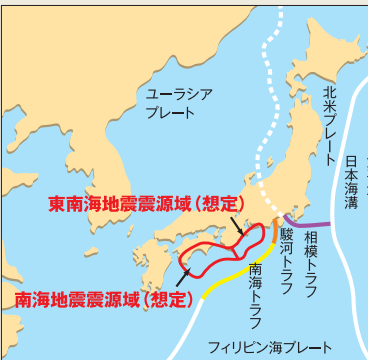 ユーラシア
プレート
北米プレート
日本海溝
東南海地震震源域（想定）
駿河トラフ
相模トラフ
南海トラフ
南海地震震源域（想定）
フィリピン海プレート